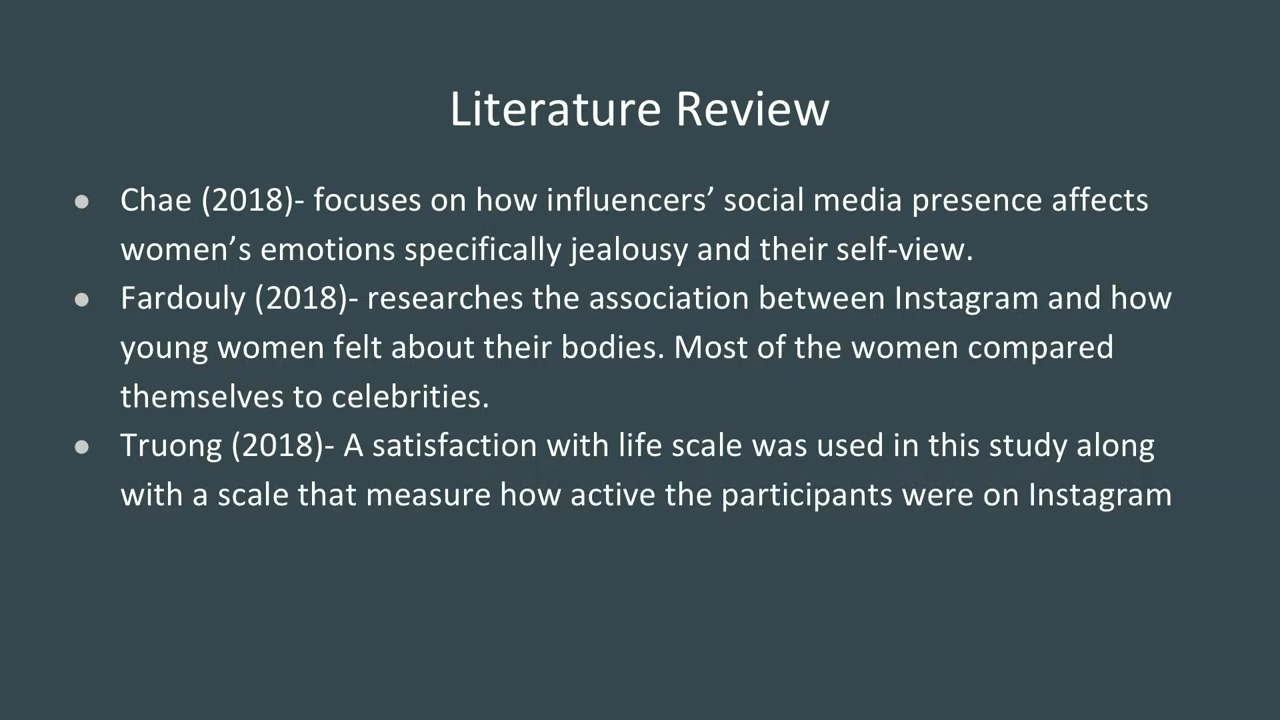 Literature Review
● Chae (2018)- focuses on how influencers’ social media presence affects
women’s emotions specifically jealousy and their self-view.
● Fardouly (2018)- researches the association between Instagram and how
young women felt about their bodies. Most of the women compared
themselves to celebrities.
● Truong (2018)- A satisfaction with life scale was used in this study along
with a scale that measure how active the participants were on Instagram